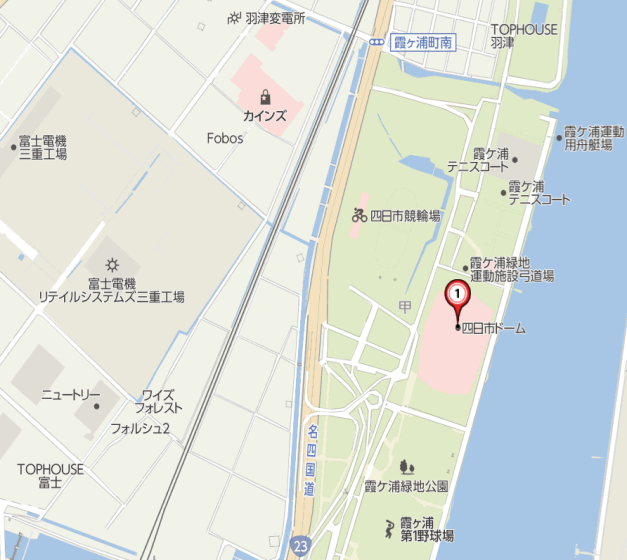 羽津変電所
TOPHOUSE
羽津
霞ヶ浦町南
カインズ
Fobos
霞ケ浦運動
用舟艇場
富士電機
三重工場
霞ケ浦
テニスコート
霞ケ浦
テニスコート
四日市競輪場
霞ケ浦緑地
運動施設弓道場
富士電機
リテイルシステムズ三重工場
1
四日市ドーム
ニュートリー
ワイズ
フォレスト
フォルシュ2
名四国道
TOPHOUSE
富士
霞ケ浦緑地公園
霞ケ浦
第1野球場
23